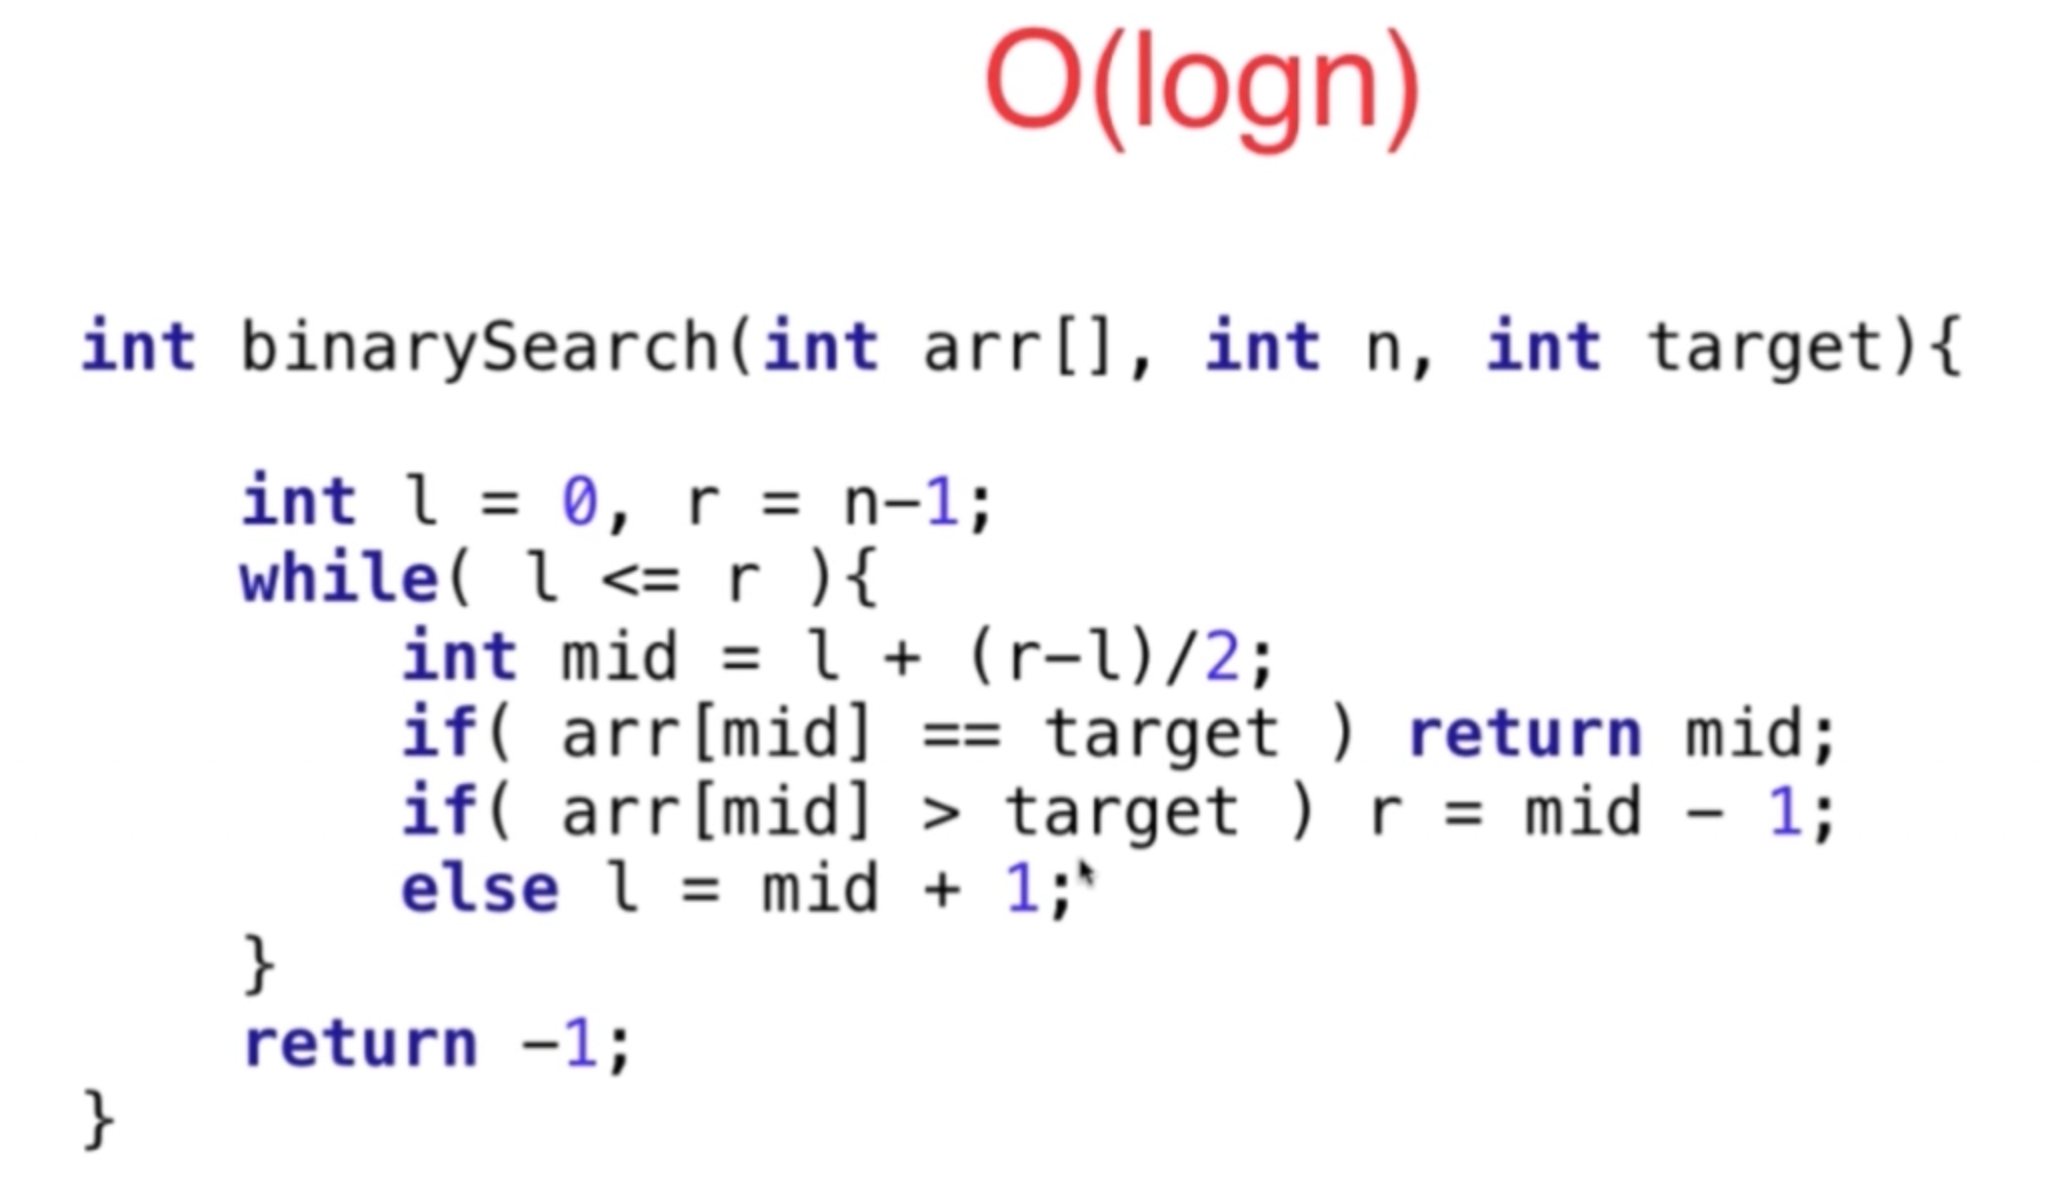 O(logn)
int binarySearch(int arr[], int n, int target){
int l = 0, r = n-1;
while( l <= r ){
int mid = l + (r-l)/2;
if( arr[mid] == target ) return mid;
if( arr[mid] > target ) r = mid - 1;
else l = mid + 1;
}
return -1;
}